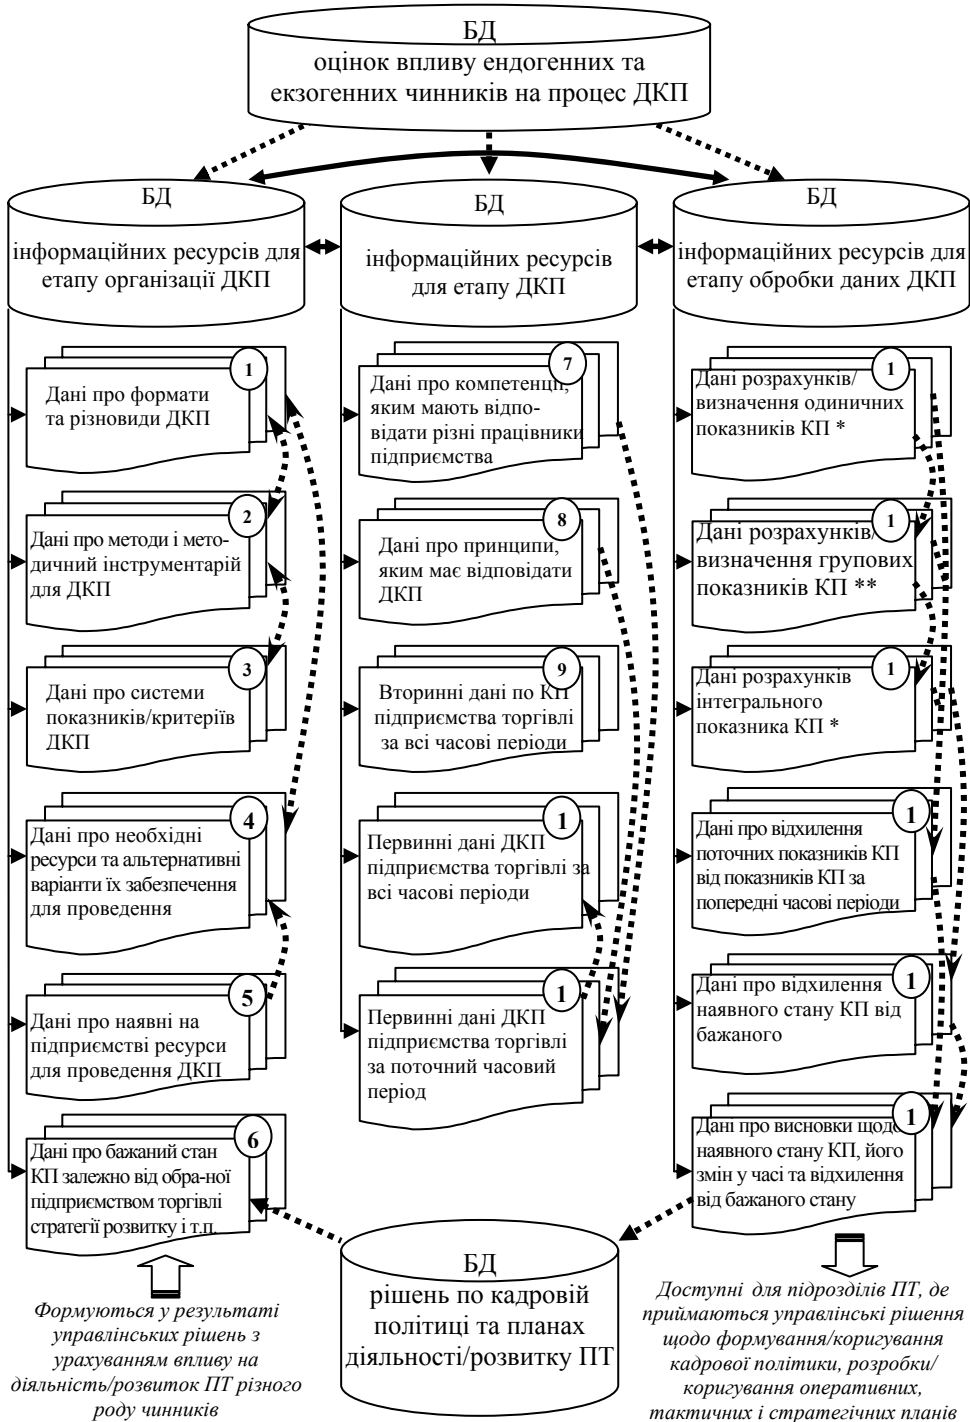 БД
оцінок впливу ендогенних та
екзогенних чинників на процес ДКП
БД
інформаційних ресурсів для
етапу організації ДКП
БД
інформаційних ресурсів
для етапу ДКП
БД
інформаційних ресурсів для
етапу обробки даних ДКП
1
Дані про формати
та різновиди ДКП
2
Дані про методи і мето-
дичний інструментарій
для ДКП
3
Дані про системи
показників/критеріїв
ДКП
4
Дані про необхідні
ресурси та альтернативні
варіанти їх забезпечення
для проведення
5
Дані про наявні на
підприємстві ресурси
для проведення ДКП
6
Дані про бажаний стан
КП залежно від обра-ної
підприємством торгівлі
стратегії розвитку і т.п.
Формуються у результаті
управлінських рішень з
урахуванням впливу на
діяльність/розвиток ПТ різного
роду чинників
7
Дані про компетенції,
яким мають відпо-
відати різні працівники
підприємства
8
Дані про принципи,
яким має відповідати
ДКП
9
Вторинні дані по КП
підприємства торгівлі
за всі часові періоди
1
Первинні дані ДКП
підприємства торгівлі за
всі часові періоди
1
Первинні дані ДКП
підприємства торгівлі
за поточний часовий
період
БД
рішень по кадровій
політиці та планах
діяльності/розвитку ПТ
1
Дані розрахунків/
визначення одиничних
показників КП *
1
Дані розрахунків/
визначення групових
показників КП **
1
Дані розрахунків
інтегрального
показника КП *
1
Дані про відхилення
поточних показників КП
від показників КП за
попередні часові періоди
1
Дані про відхилення
наявного стану КП від
бажаного
1
Дані про висновки щодо
наявного стану КП, його
змін у часі та відхилення
від бажаного стану
Доступні для підрозділів ПТ, де
приймаються управлінські рішення
щодо формування/коригування
кадрової політики, розробки/
коригування оперативних,
тактичних і стратегічних планів